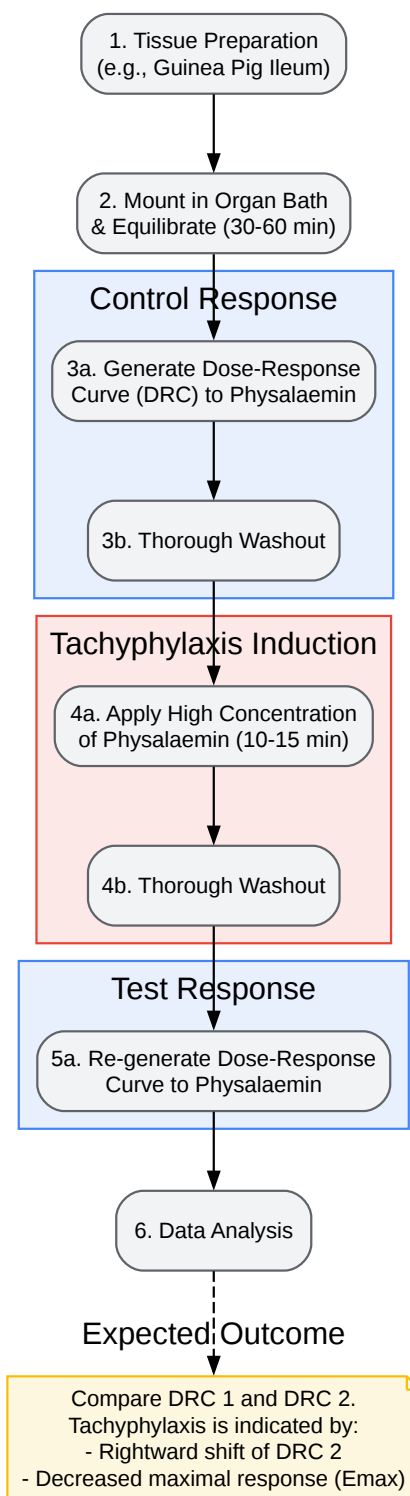 1. Tissue Preparation
(e.g., Guinea Pig Ileum)
2. Mount in Organ Bath
& Equilibrate (30-60 min)
Control Response
3a. Generate Dose-Response
Curve (DRC) to Physalaemin
3b. Thorough Washout
Tachyphylaxis Induction
4a. Apply High Concentration
of Physalaemin (10-15 min)
4b. Thorough Washout
Test Response
5a. Re-generate Dose-Response
Curve to Physalaemin
6. Data Analysis
Expected Outcome
Compare DRC 1 and DRC 2.
Tachyphylaxis is indicated by:
- Rightward shift of DRC 2
- Decreased maximal response (Emax)